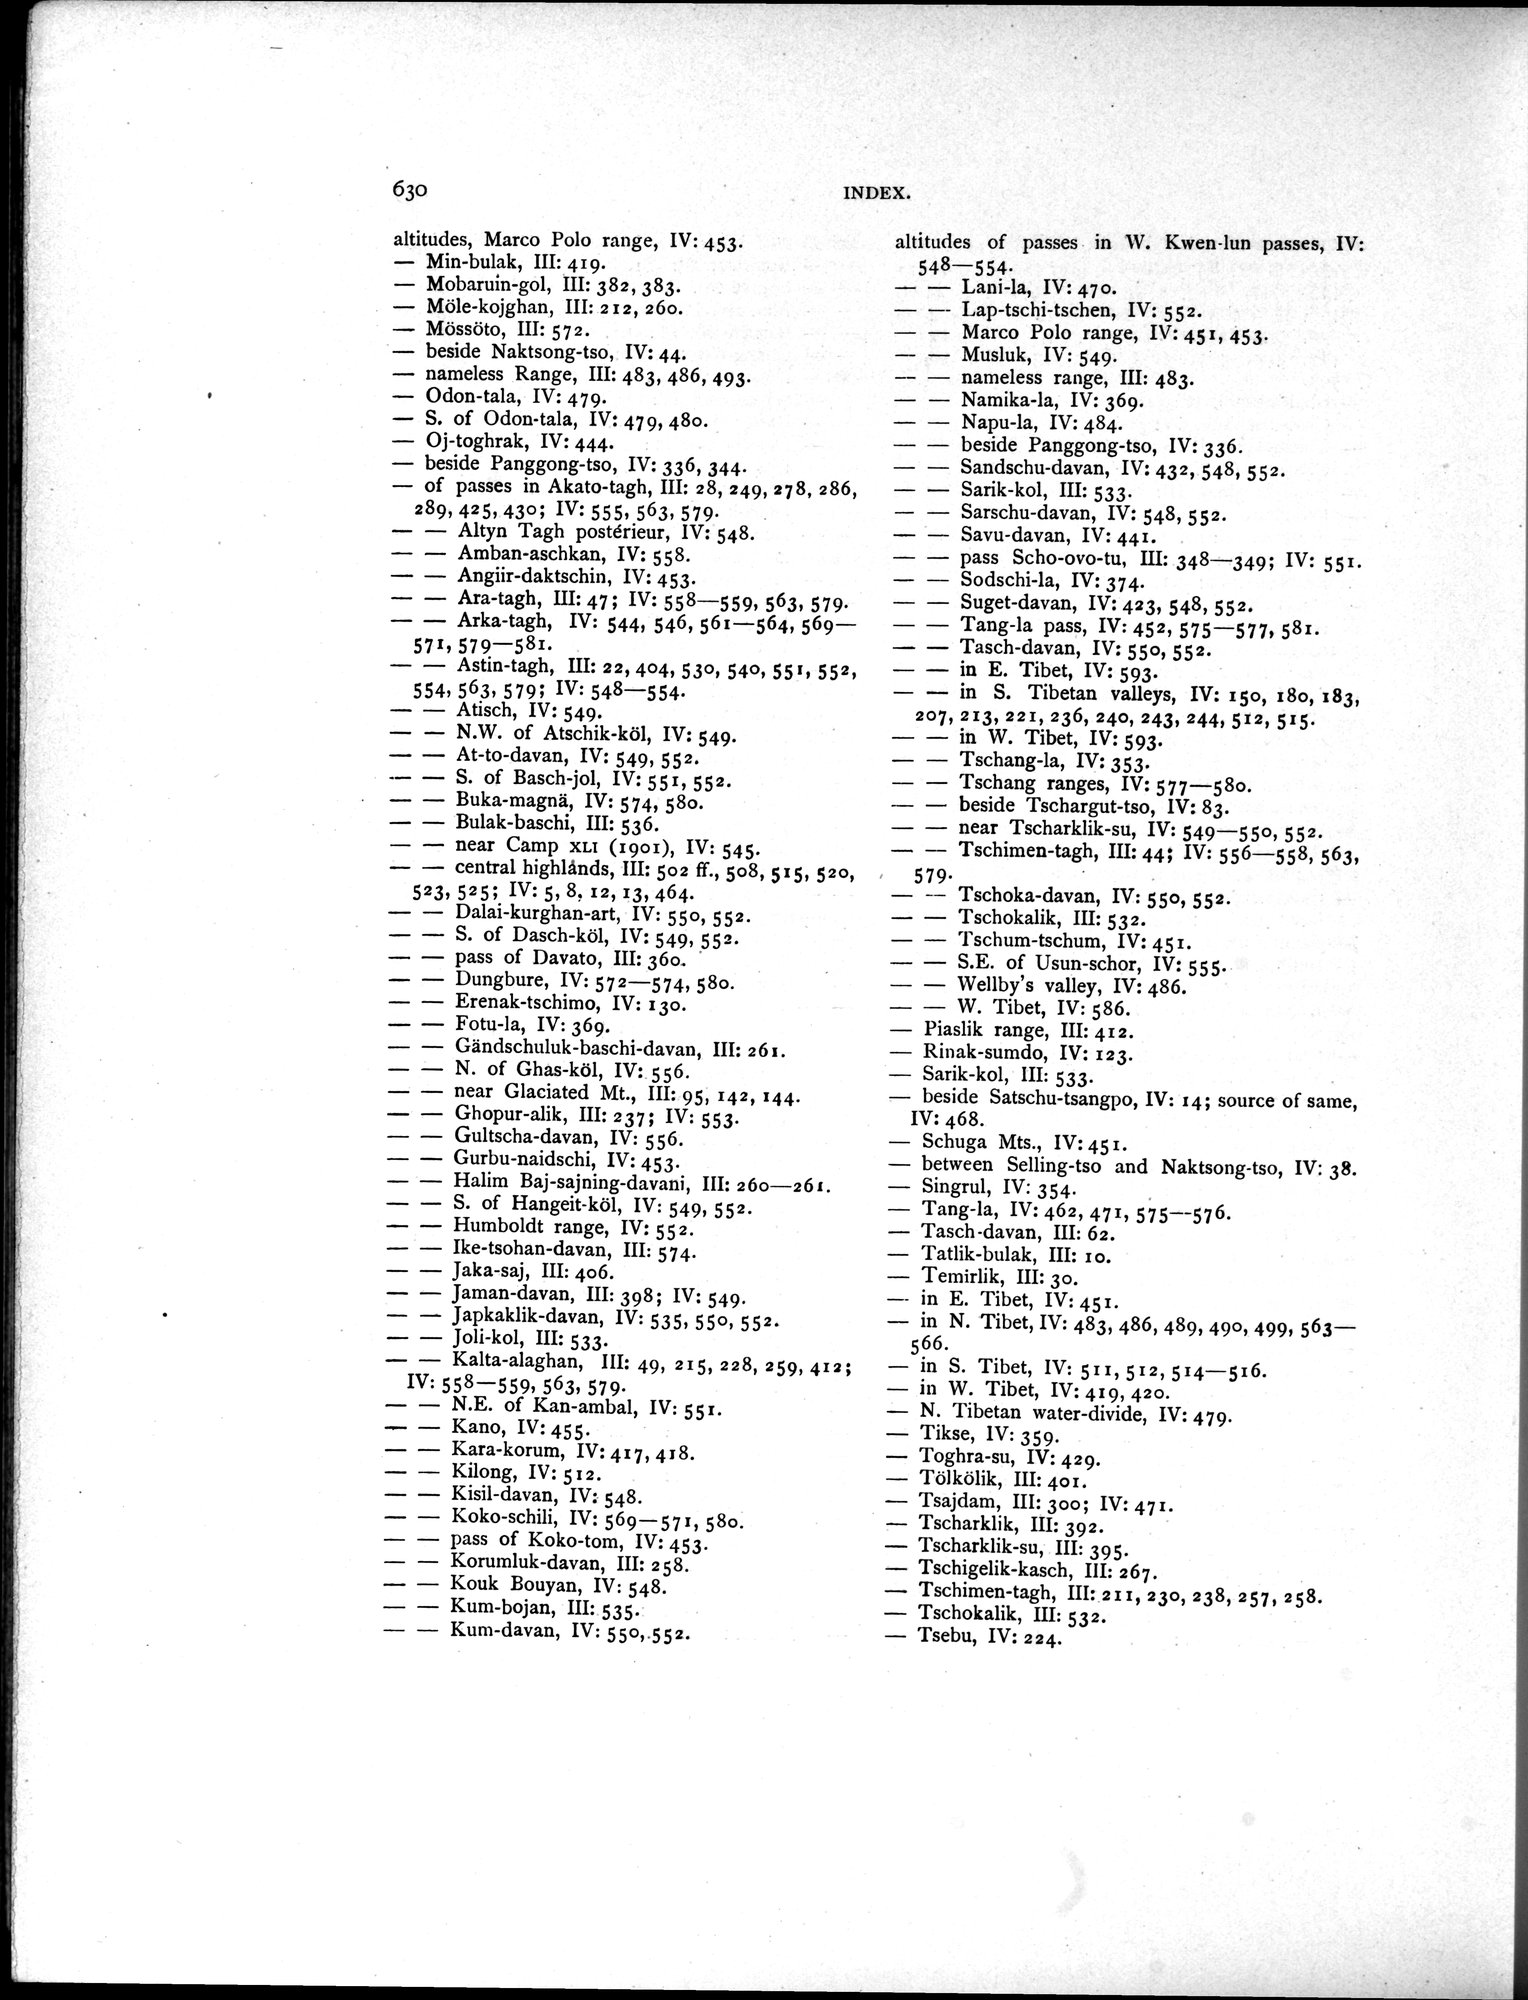 630
INDEX.
altitudes, Marco Polo range, IV: 453.
— Min-bulak, III: 419.
— Mobaruin-gol, III: 382, 383.
— Möle-kojghan, III: 212, 260.
— Mössöto, III: 572.
— beside Naktsong-tso, IV: 44.
— nameless Range, III: 483, 486, 493.
— Odon-tala, IV: 479.
— S. of Odon-tala, IV: 479, 480.
— Oj-toghrak, IV: 444.
— beside Panggong-tso, IV: 336, 344.
— of passes in Akato-tagh, III: 28, 249, 278, 286,
289, 425, 430; IV: 555, 563, 579.
— — Altyn Tagh postérieur, IV: 548.
— — Amban-aschkan, IV: 558.
— — Angiir-daktschin, IV: 453.
— — Ara-tagh, III: 47; IV: 558—559, 563, 579.
— — Arka-tagh, IV: 544, 546, 561—564, 569—
571, 579—581.
— — Astin-tagh, III: 22, 404, 530, 540, 551, 552,
554, 563, 579; IV: 548—554.
— — Atisch, IV: 549.
— — N.W. of Atschik-köl, IV: 549.
— — At-to-davan, IV: 549, 552.
— — S. of Basch-jol, IV: 551, 552.
— — Buka-magnä, IV: 574, 580.
— — Bulak-baschi, III: 536.
— — near Camp XLI (1901), IV: 545.
— — central highlands, III: 502 ff., 508, 515, 520,
523, 525; IV: 5, 8, 12, 13, 464.
— — Dalai-kurghan-art, IV: 550, 552.
— — S. of Dasch-köl, IV: 549, 552.
— — pass of Davato, III: 360.
— — Dungbure, IV: 572—574, 580.
— — Erenak-tschimo, IV: 130.
— — Fotu-la, IV: 369.
— — Gändschuluk-baschi-davan, III: 261.
— — N. of Ghas-köl, IV: 556.
— — near Glaciated Mt., III: 95, 142, 144.
— — Ghopur-alik, III: 237; IV: 553.
— — Gultscha-davan, IV: 556.
— — Gurbu-naidschi, IV: 453.
— — Halim Baj-sajning-davani, III: 260—261.
— — S. of Hangeit-köl, IV: 549, 552.
— — Humboldt range, IV: 552.
— — Ike-tsohan-davan, III: 574.
— — Jaka-saj, III: 406.
— — Jaman-davan, III: 398; IV: 549.
— — Japkaklik-davan, IV: 535, 550, 552.
— — Joli-kol, III: 533.
— — Kalta-alaghan, III: 49, 215, 228, 259, 412;
IV: 558—559, 563, 579.
— — N.E. of Kan-ambal, IV: 551.
— — Kano, IV: 455.
— — Kara-korum, IV: 417, 418.
— — Kilong, IV: 512.
— — Kisil-davan, IV: 548.
— — Koko-schili, IV: 569—571, 580.
— — pass of Koko-tom, IV: 453.
— — Korumluk-davan, III: 258.
— — Kouk Bouyan, IV: 548.
— — Kum-bojan, III: 535.
— — Kum-davan, IV: 550, 552.
altitudes of passes in W. Kwen-lun passes, IV:
548—554.
— — Lani-la, IV: 470.
— — Lap-tschi-tschen, IV: 552.
— — Marco Polo range, IV: 451, 453.
— — Musluk, IV: 549.
— — nameless range, III: 483.
— — Namika-la, IV: 369.
— — Napu-la, IV: 484.
— — beside Panggong-tso, IV: 336.
— — Sandschu-davan, IV: 432, 548, 552.
— — Sarik-kol, III: 533.
— — Sarschu-davan, IV: 548, 552.
— — Savu-davan, IV: 441.
— — pass Scho-ovo-tu, III: 348—349; IV: 551.
— — Sodschi-la, IV: 374.
— — Suget-davan, IV: 423, 548, 552.
— — Tang-la pass, IV: 452, 575—577, 581.
— — Tasch-davan, IV: 550, 552.
— — in E. Tibet, IV: 593.
— — in S. Tibetan valleys, IV: 150, 180, 183,
207, 213, 221, 236, 240, 243, 244, 512, 515.
— — in W. Tibet, IV: 593.
— — Tschang-la, IV: 353.
— — Tschang ranges, IV: 577—580.
— — beside Tschargut-tso, IV: 83.
— — near Tscharklik-su, IV: 549—550, 552.
— — Tschimen-tagh, III: 44; IV: 556—558, 563,
579.
— — Tschoka-davan, IV: 550, 552.
— — Tschokalik, III: 532.
— — Tschum-tschum, IV: 451.
— — S.E. of Usun-schor, IV: 555.
— — Wellby's valley, IV: 486.
— — W. Tibet, IV: 586.
— Piaslik range, III: 412.
— Rinak-sumdo, IV: 123.
— Sarik-kol, III: 533.
— beside Satschu-tsangpo, IV: 14; source of same,
IV: 468.
— Schuga Mts., IV: 451.
— between Selling-tso and Naktsong-tso, IV: 38.
— Singrul, IV: 354.
— Tang-la, IV: 462, 471, 575—576.
— Tasch-davan, III: 62.
— Tatlik-bulak, III: 10.
— Temirlik, III: 30.
— in E. Tibet, IV: 451.
— in N. Tibet, IV: 483, 486, 489, 490, 499, 563—
566.
— in S. Tibet, IV: 511, 512, 514—516.
— in W. Tibet, IV: 419, 420.
— N. Tibetan water-divide, IV: 479.
— Tikse, IV: 359.
— Toghra-su, IV: 429.
— Tölkölik, III: 401.
— Tsajdam, III: 300; IV: 471.
— Tscharklik, III: 392.
— Tscharklik-su, III: 395.
— Tschigelik-kasch, III: 267.
— Tschimen-tagh, III: 211, 230, 238, 257, 258.
— Tschokalik, III: 532.
— Tsebu, IV: 224.